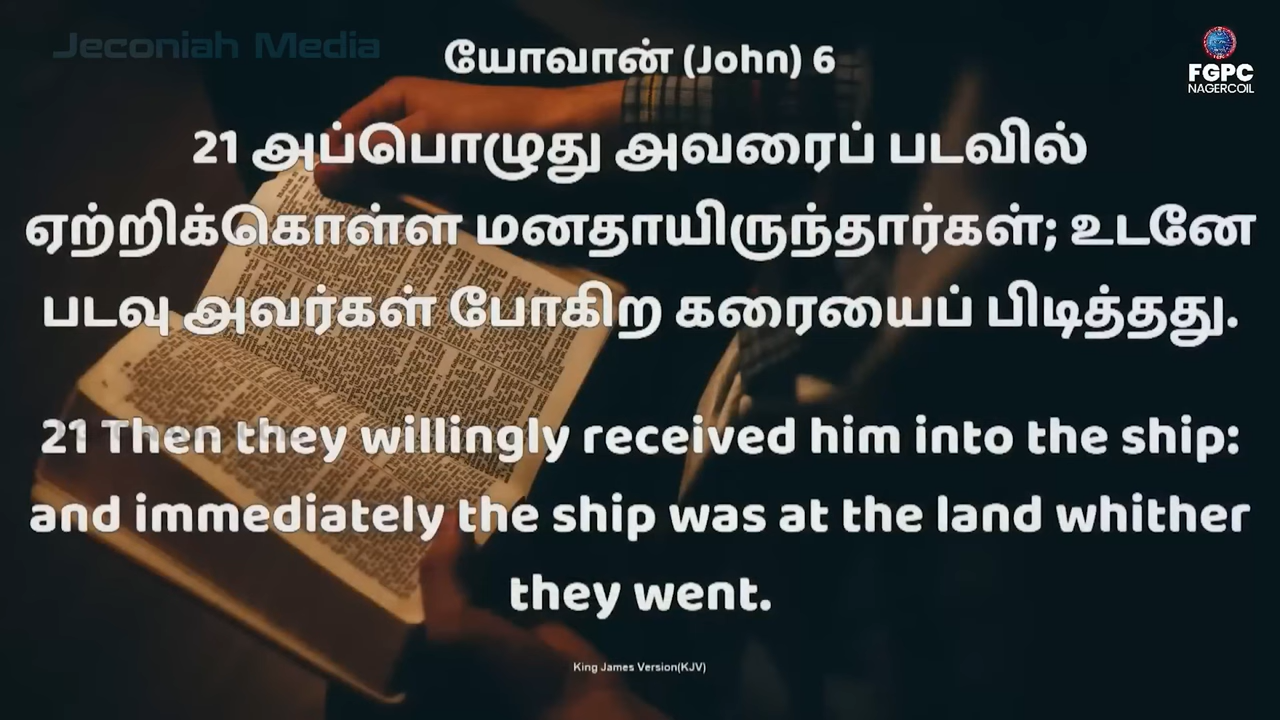 Jeconiah Media
யோவான் (John) 6
FGPC
NAGERCOIL
21 அப்பொழுது அவரைப் படவில்
ஏற்றிக்கொள்ள மனதாயிருந்தார்கள்; உடனே
படவு அவர்கள் போகிற கரையைப் பிடித்தது.
21 Then they willingly received him into the ship:
and immediately the ship was at the land whither
they went.
King James Version(KJV)